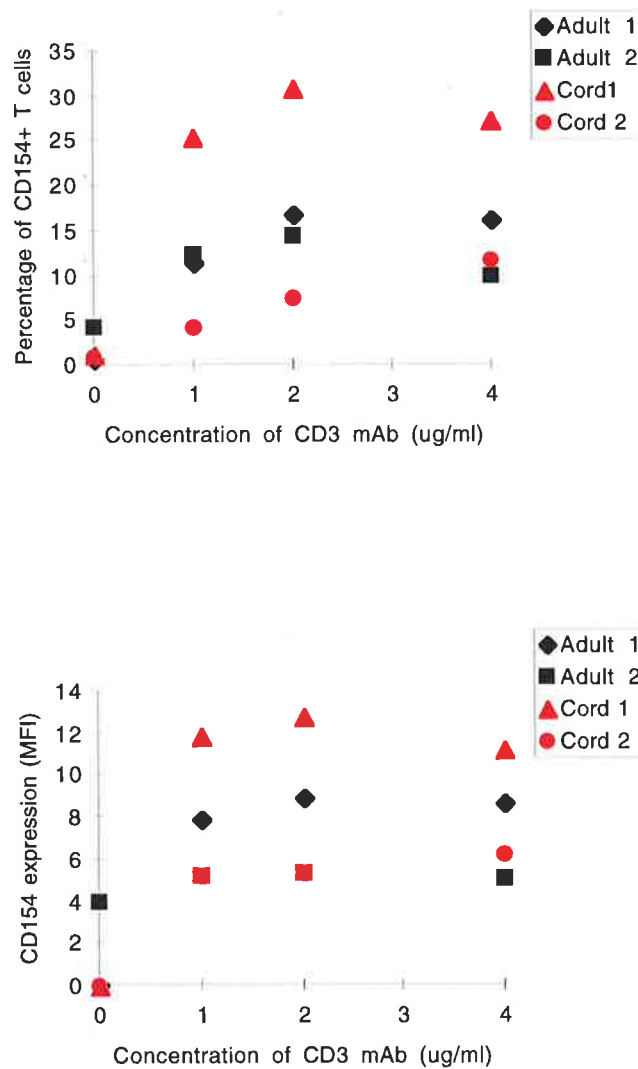 Adult 1
Adult 2
Cord1
Cord 2
Percentage of CD154+ T cells
40
35
30
25
20
15
10
5
0
0 1 2 3 4
Concentration of CD3 mAb (ug/ml)
Adult 1
Adult 2
Cord 1
Cord 2
CD154 expression (MFI)
14
12
10
8
6
4
2
0
0 1 2 3 4
Concentration of CD3 mAb (ug/ml)